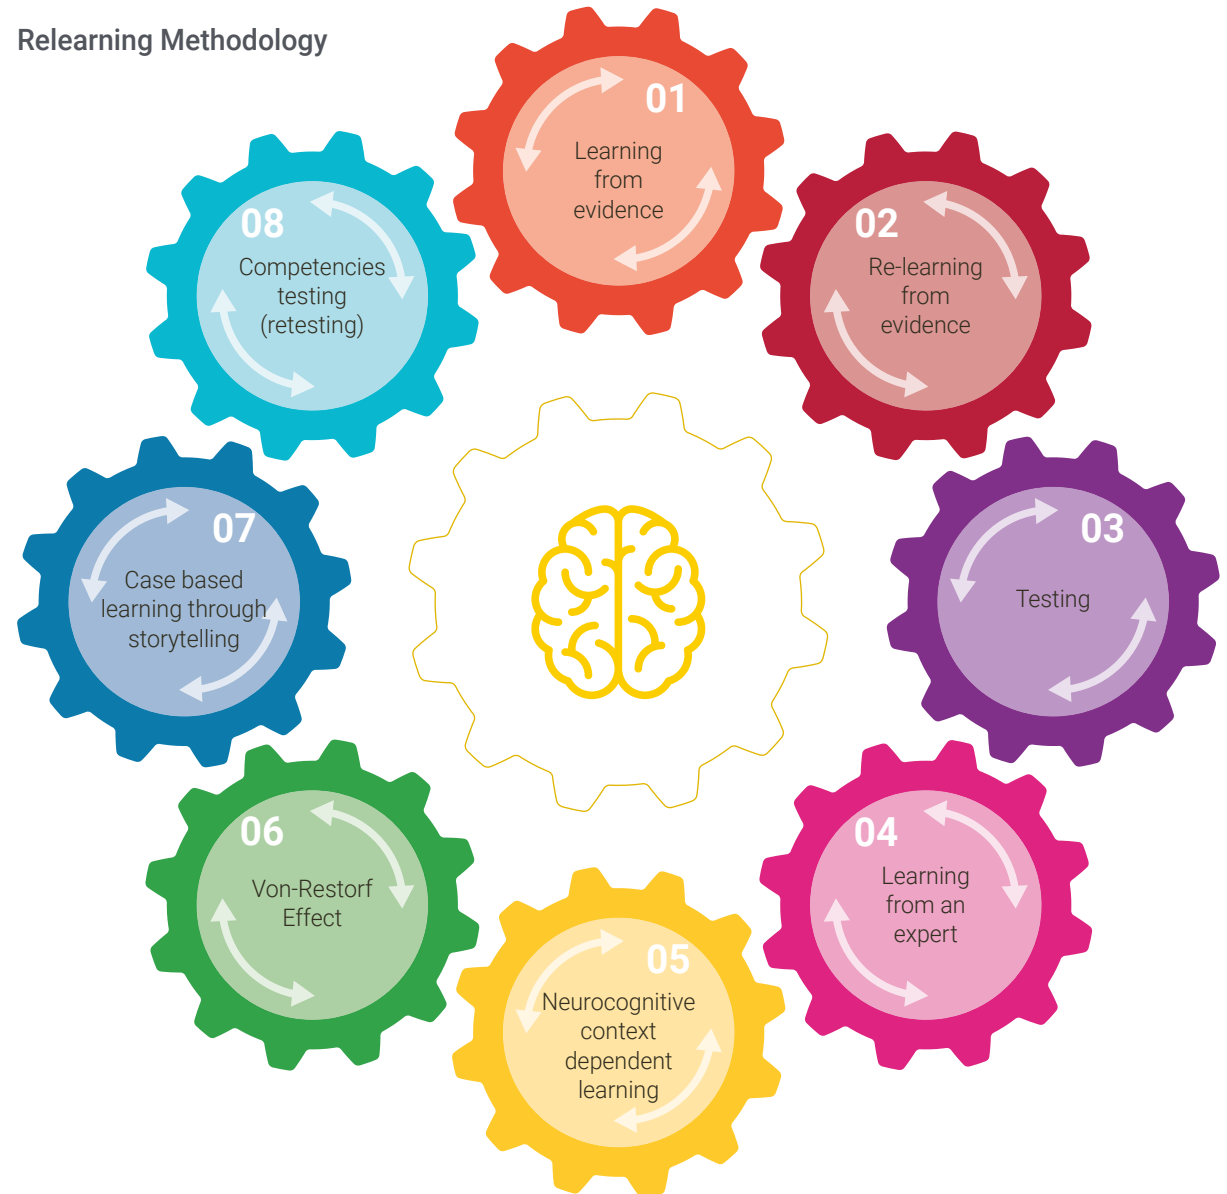 Relearning Methodology
01
Learning
from
evidence
02
Re-learning
from
evidence
03
Testing
04
Learning
from an
expert
05
Neurocognitive
context
dependent
learning
06
Von-Restorf
Effect
07
Case based
learning through
storytelling
08
Competencies
testing
(retesting)